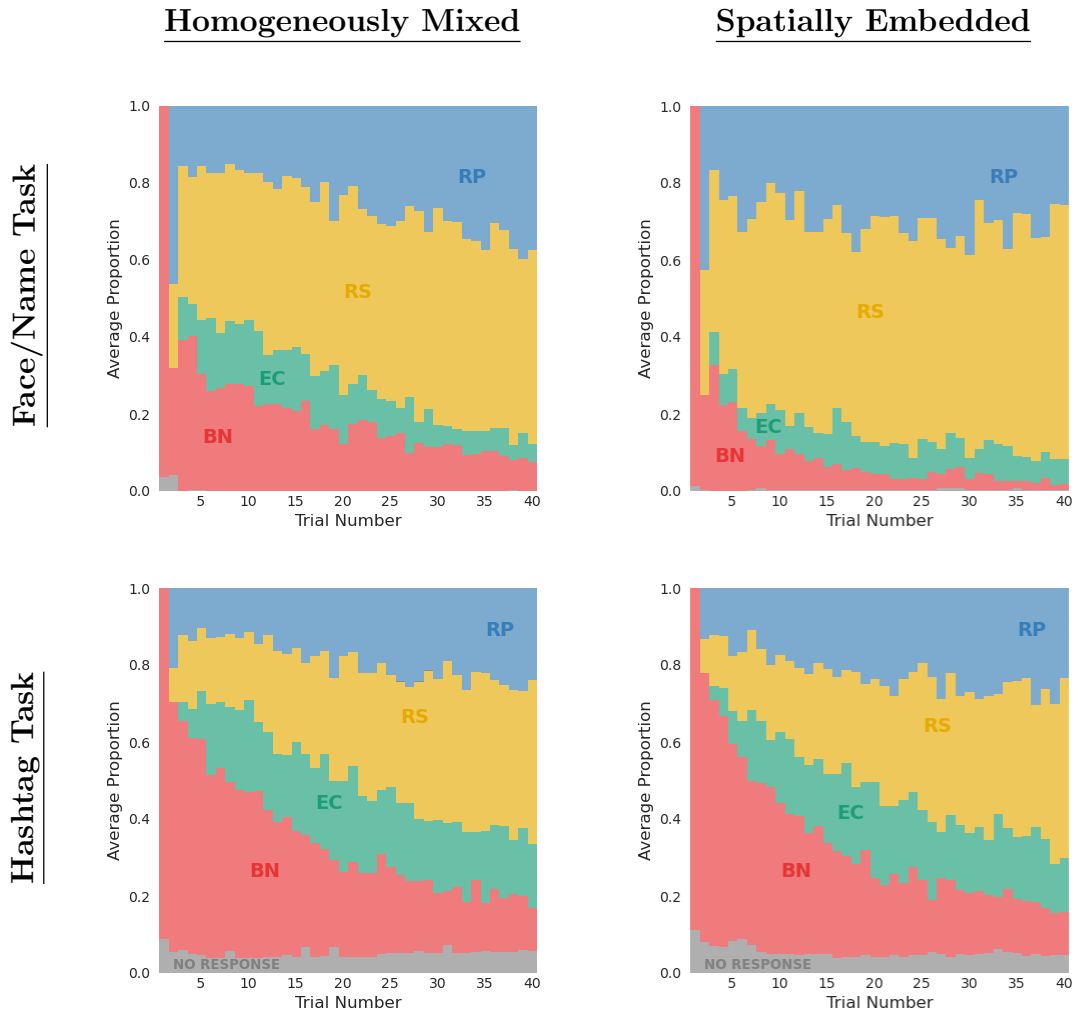 Homogeneously Mixed
Spatially Embedded
Face/Name Task
1.0
0.8
0.6
0.4
0.2
0.0
Average Proportion
RP
RS
EC
BN
5 10 15 20 25 30 35 40
Trial Number
1.0
0.8
0.6
0.4
0.2
0.0
Average Proportion
RP
RS
EC
BN
5 10 15 20 25 30 35 40
Trial Number
Hashtag Task
1.0
0.8
0.6
0.4
0.2
0.0
Average Proportion
RP
RS
EC
BN
NO RESPONSE
5 10 15 20 25 30 35 40
Trial Number
1.0
0.8
0.6
0.4
0.2
0.0
Average Proportion
RP
RS
EC
BN
NO RESPONSE
5 10 15 20 25 30 35 40
Trial Number